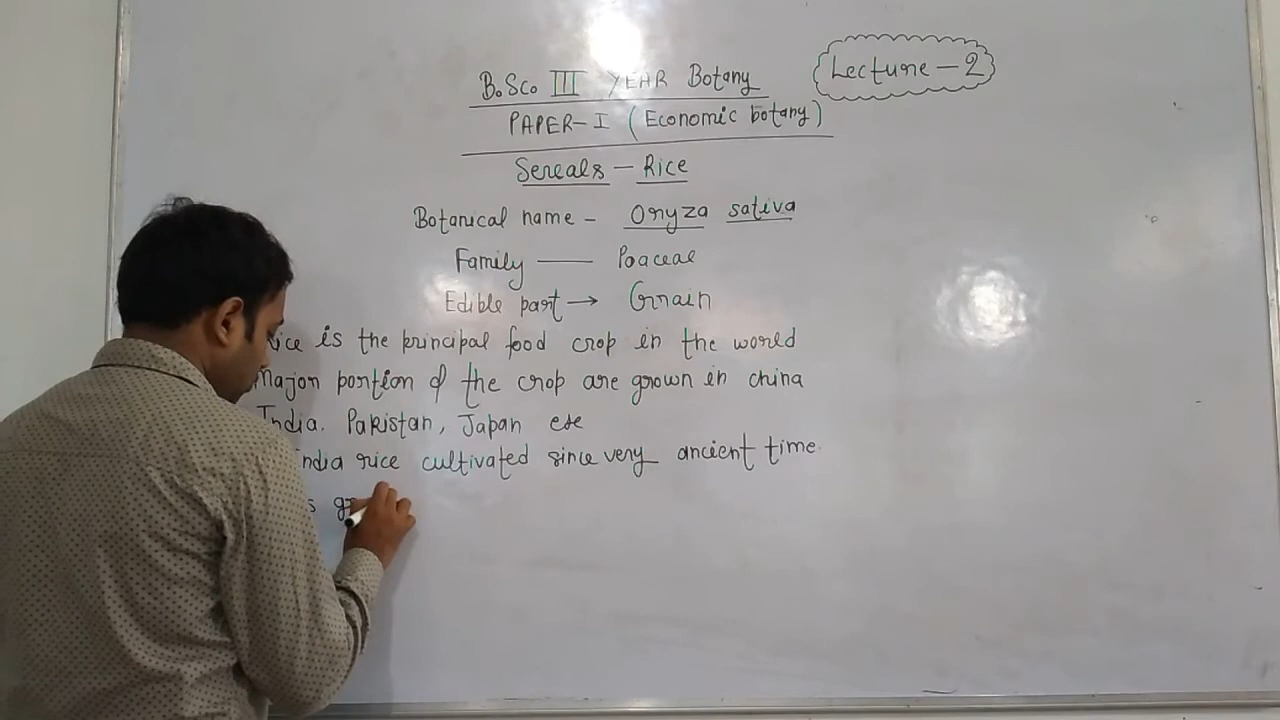 B.Sc. III YEAR Botany
Lecture - 2
PAPER-I (Economic botany)
Sereals - Rice
Botanical name - Oryza sativa
Family — Poaceae
Edible part → Grain
ice is the principal food crop in the world
Major portion of the crop are grown in china
India. Pakistan, Japan etc
ndia rice cultivated since very ancient time.
s g